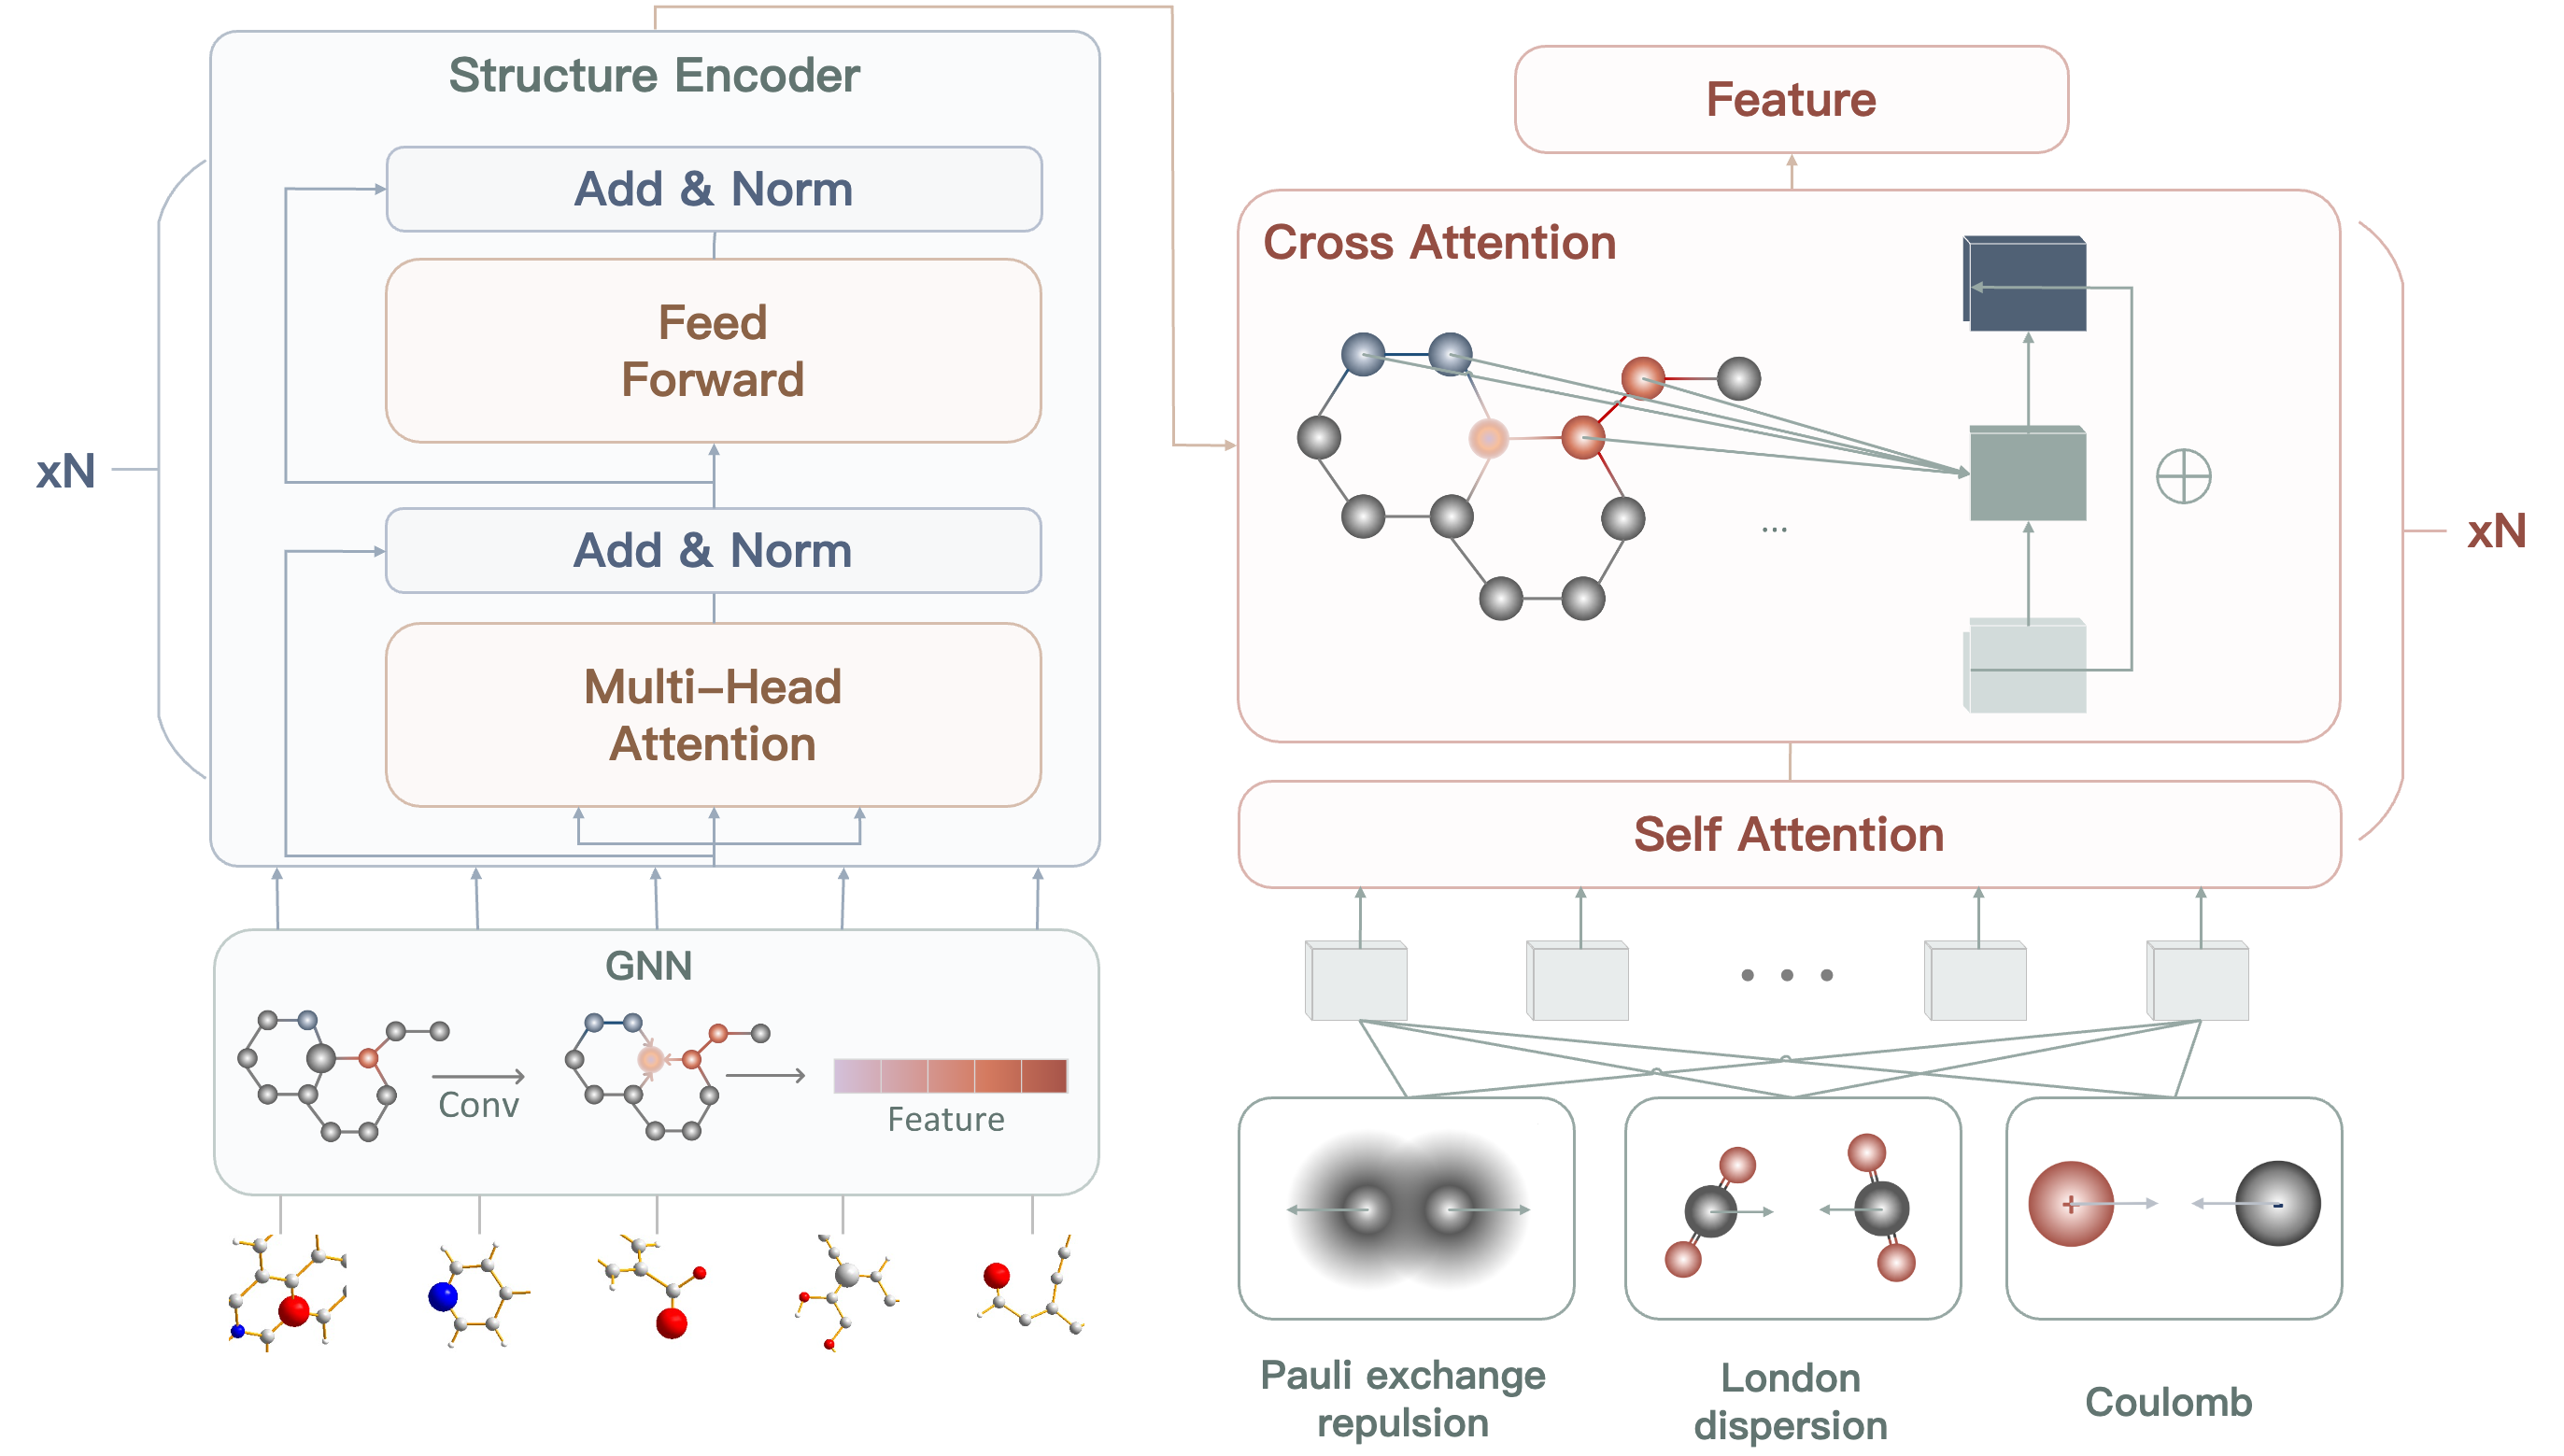 Structure Encoder
Add & Norm
Feed
Forward
xN
Add & Norm
Multi–Head
Attention
GNN
Conv
Feature
Feature
Cross Attention
...
xN
Self Attention
• • •
+
-
Pauli exchange
repulsion
London
dispersion
Coulomb